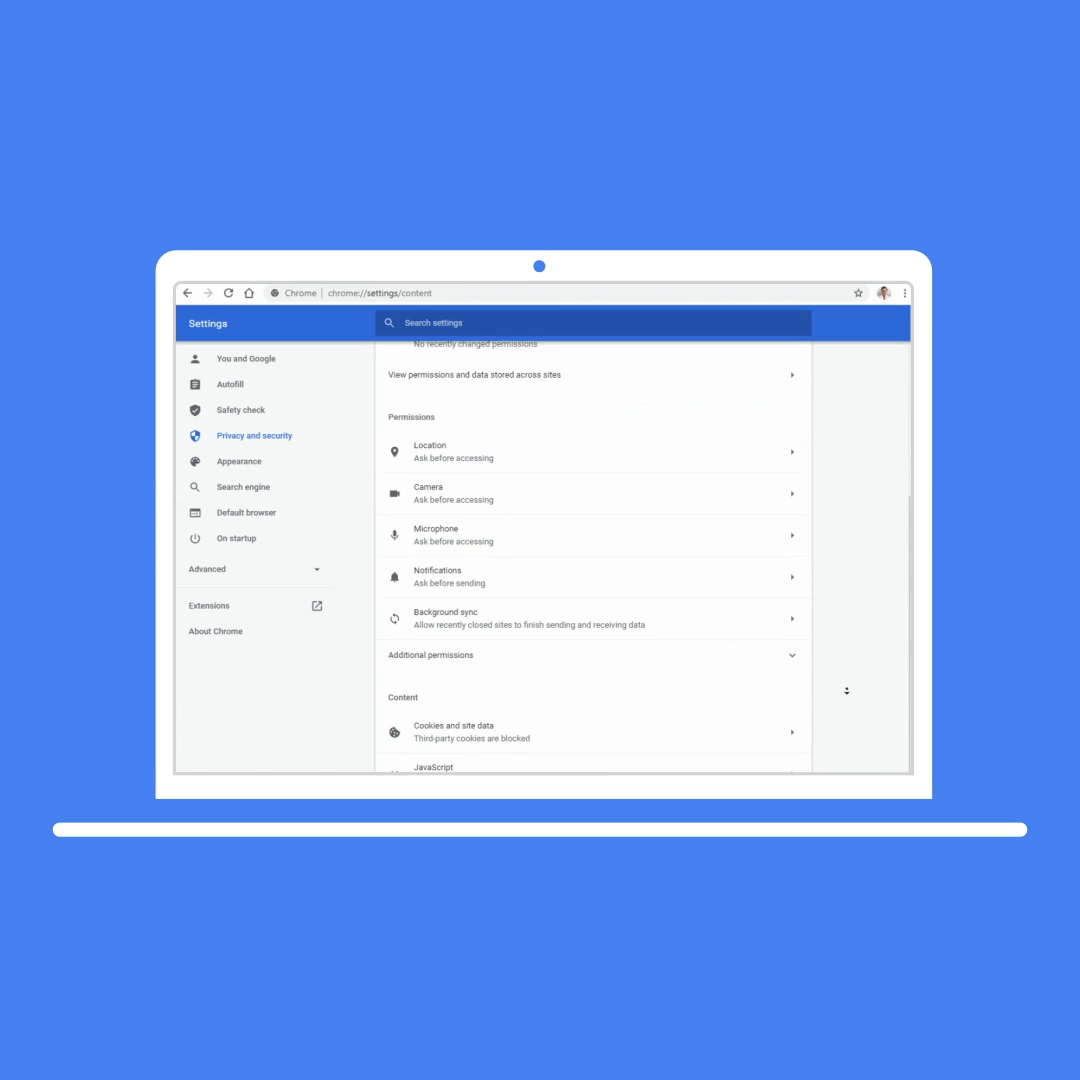 Chrome | chrome://settings/content
Settings
Search settings
You and Google
Autofill
Safety check
Privacy and security
Appearance
Search engine
Default browser
On startup
Advanced
Extensions
About Chrome
No recently changed permissions
View permissions and data stored across sites
Permissions
Location
Ask before accessing
Camera
Ask before accessing
Microphone
Ask before accessing
Notifications
Ask before sending
Background sync
Allow recently closed sites to finish sending and receiving data
Additional permissions
Content
Cookies and site data
Third-party cookies are blocked
JavaScript